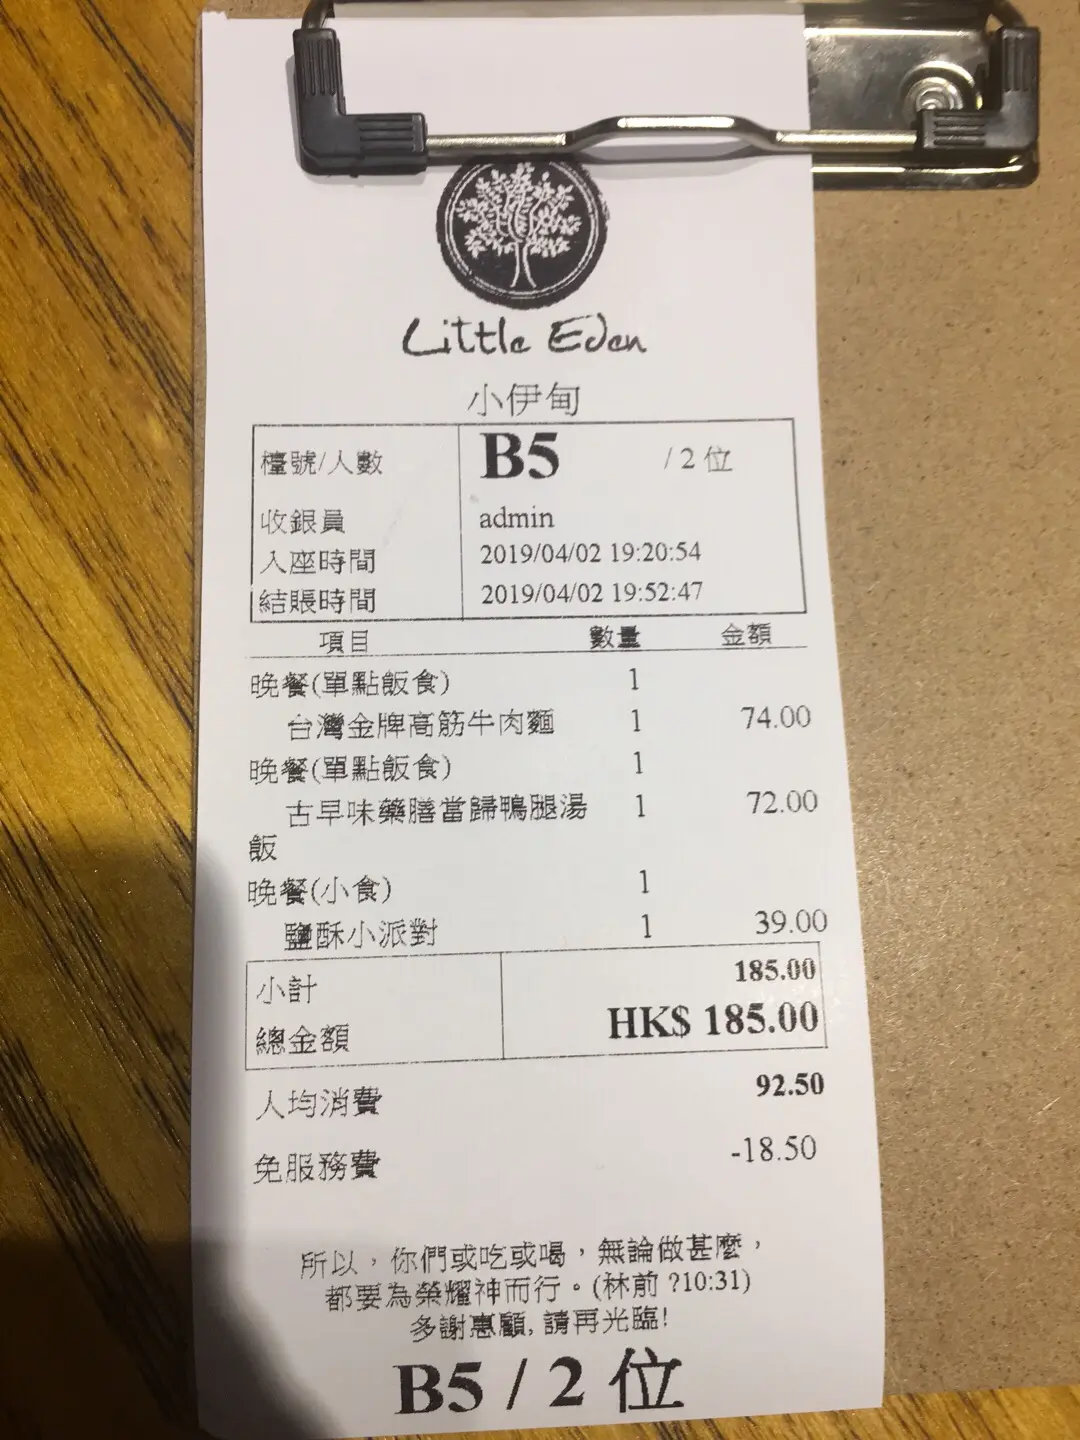 Little Eden
小伊甸
檯號/人數 B5 / 2 位
收銀員 admin
入座時間 2019/04/02 19:20:54
結賬時間 2019/04/02 19:52:47
項目 數量 金額
晚餐(單點飯食) 1
台灣金牌高筋牛肉麵 1 74.00
晚餐(單點飯食) 1
古早味藥膳當歸鴨腿湯 1 72.00
飯
晚餐(小食) 1
鹽酥小派對 1 39.00
小計 185.00
總金額 HK$ 185.00
人均消費 92.50
免服務費 -18.50
所以，你們或吃或喝，無論做甚麼，
都要為榮耀神而行。(林前 ?10:31)
多謝惠顧, 請再光臨!
B5 / 2 位